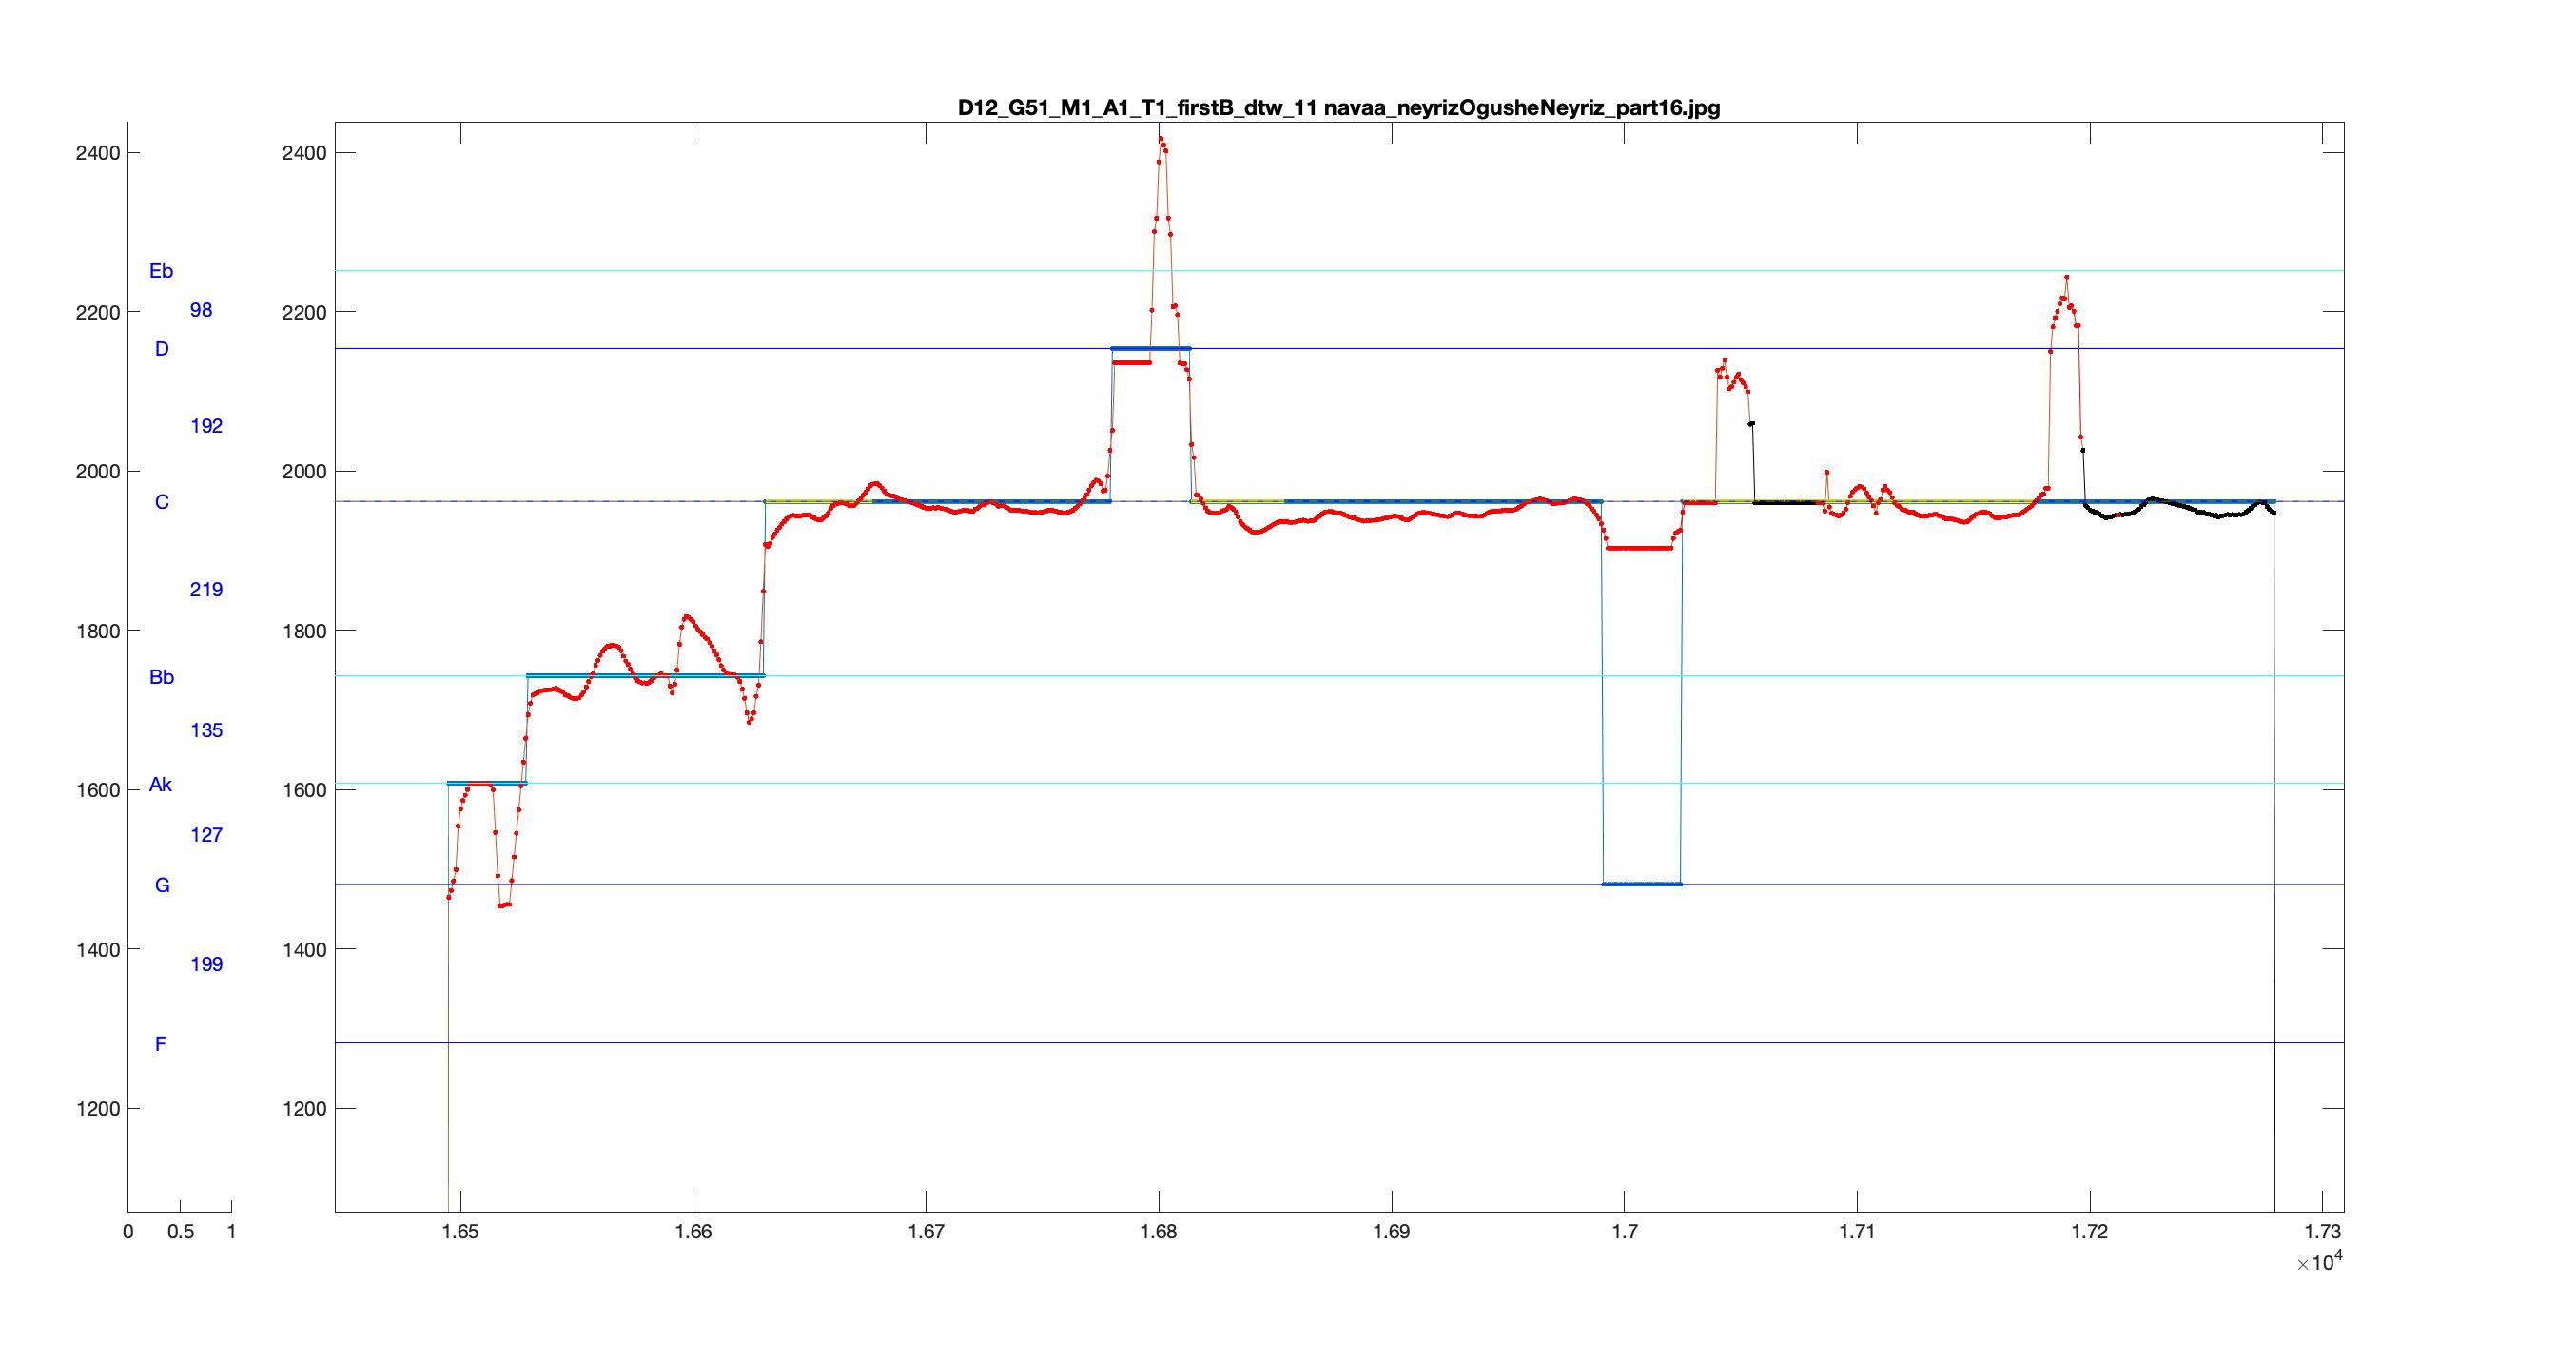 D12_G51_M1_A1_T1_firstB_dtw_11 navaa_neyrizOgusheNeyriz_part16.jpg
2400 2400
Eb
98
2200 2200
D
192
2000 2000
C
219
1800 1800
Bb
135
1600 Ak 1600
127
G
1400 1400
199
F
1200 1200
0 0.5 1 1.65 1.66 1.67 1.68 1.69 1.7 1.71 1.72 1.73
×10^4